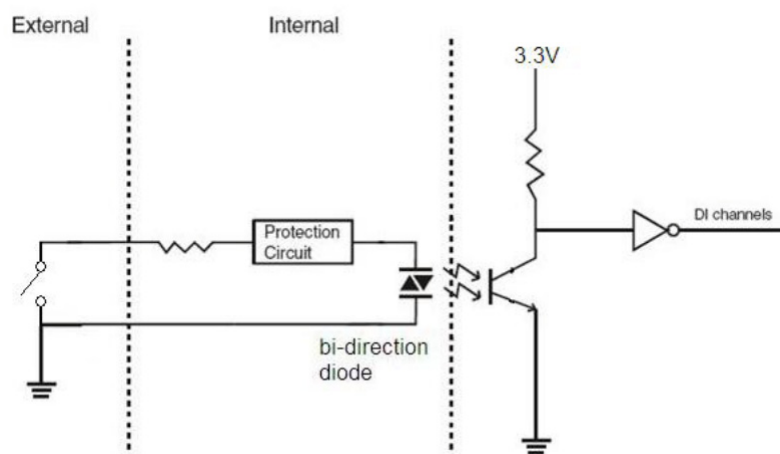 External
Internal
3.3V
DI channels
Protection
Circuit
bi-direction
diode